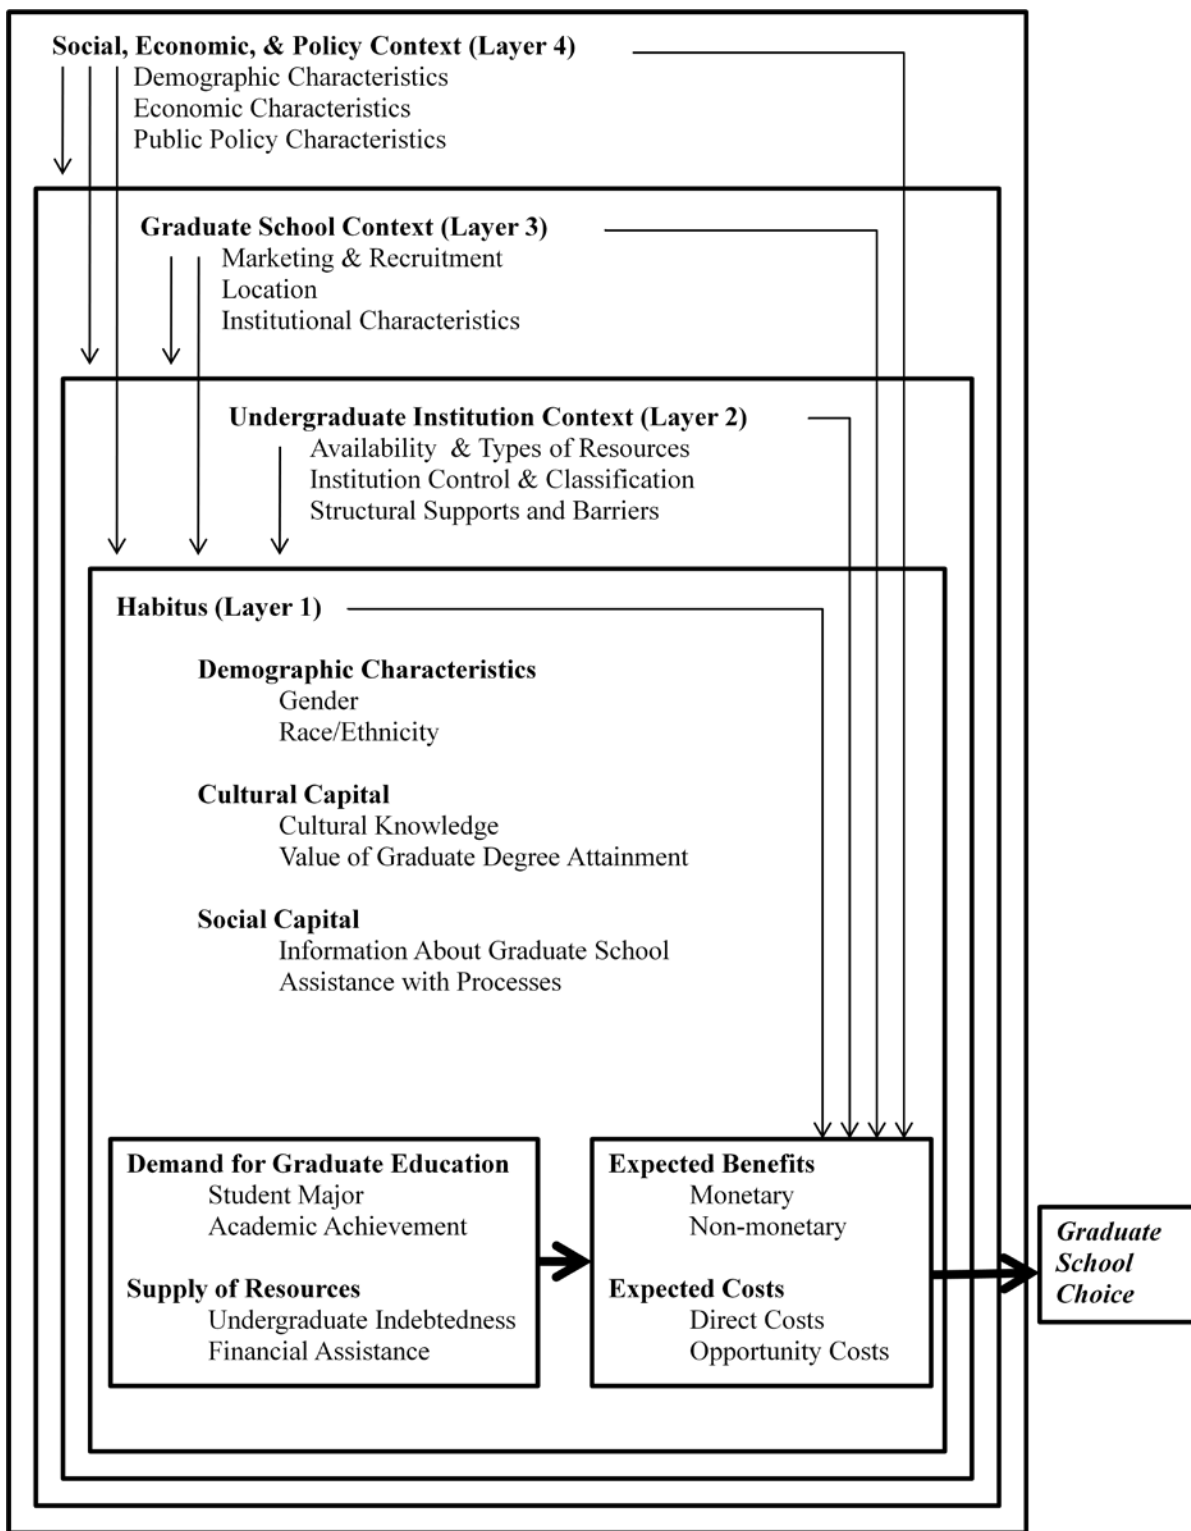 Social, Economic, & Policy Context (Layer 4)
Demographic Characteristics
Economic Characteristics
Public Policy Characteristics
Graduate School Context (Layer 3)
Marketing & Recruitment
Location
Institutional Characteristics
Undergraduate Institution Context (Layer 2)
Availability & Types of Resources
Institution Control & Classification
Structural Supports and Barriers
Habitus (Layer 1)
Demographic Characteristics
Gender
Race/Ethnicity
Cultural Capital
Cultural Knowledge
Value of Graduate Degree Attainment
Social Capital
Information About Graduate School
Assistance with Processes
Demand for Graduate Education
Student Major
Academic Achievement
Supply of Resources
Undergraduate Indebtedness
Financial Assistance
Expected Benefits
Monetary
Non-monetary
Expected Costs
Direct Costs
Opportunity Costs
Graduate
School
Choice